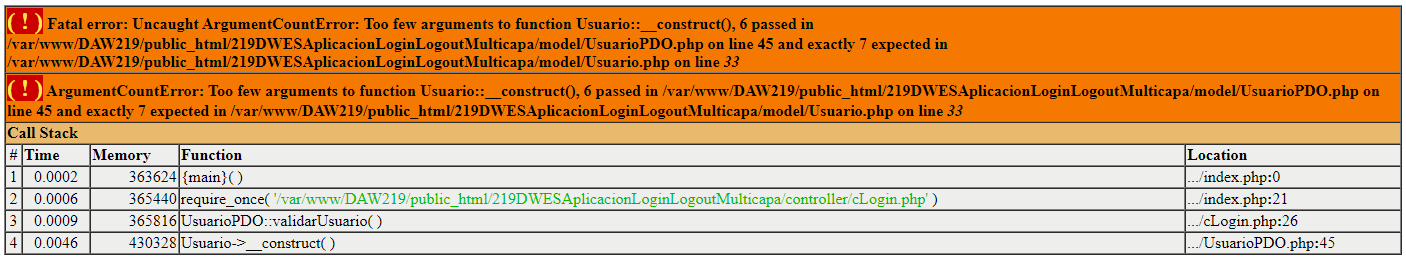 ( ! ) Fatal error: Uncaught ArgumentCountError: Too few arguments to function Usuario::__construct(), 6 passed in
/var/www/DAW219/public_html/219DWESAplicacionLoginLogoutMulticapa/model/UsuarioPDO.php on line 45 and exactly 7 expected in
/var/www/DAW219/public_html/219DWESAplicacionLoginLogoutMulticapa/model/Usuario.php on line 33
( ! ) ArgumentCountError: Too few arguments to function Usuario::__construct(), 6 passed in /var/www/DAW219/public_html/219DWESAplicacionLoginLogoutMulticapa/model/UsuarioPDO.php on
line 45 and exactly 7 expected in /var/www/DAW219/public_html/219DWESAplicacionLoginLogoutMulticapa/model/Usuario.php on line 33
Call Stack
# Time Memory Function Location
1 0.0002 363624 {main}( ) .../index.php:0
2 0.0006 365440 require_once( '/var/www/DAW219/public_html/219DWESAplicacionLoginLogoutMulticapa/controller/cLogin.php' ) .../index.php:21
3 0.0009 365816 UsuarioPDO::validarUsuario( ) .../cLogin.php:26
4 0.0046 430328 Usuario->__construct( ) .../UsuarioPDO.php:45